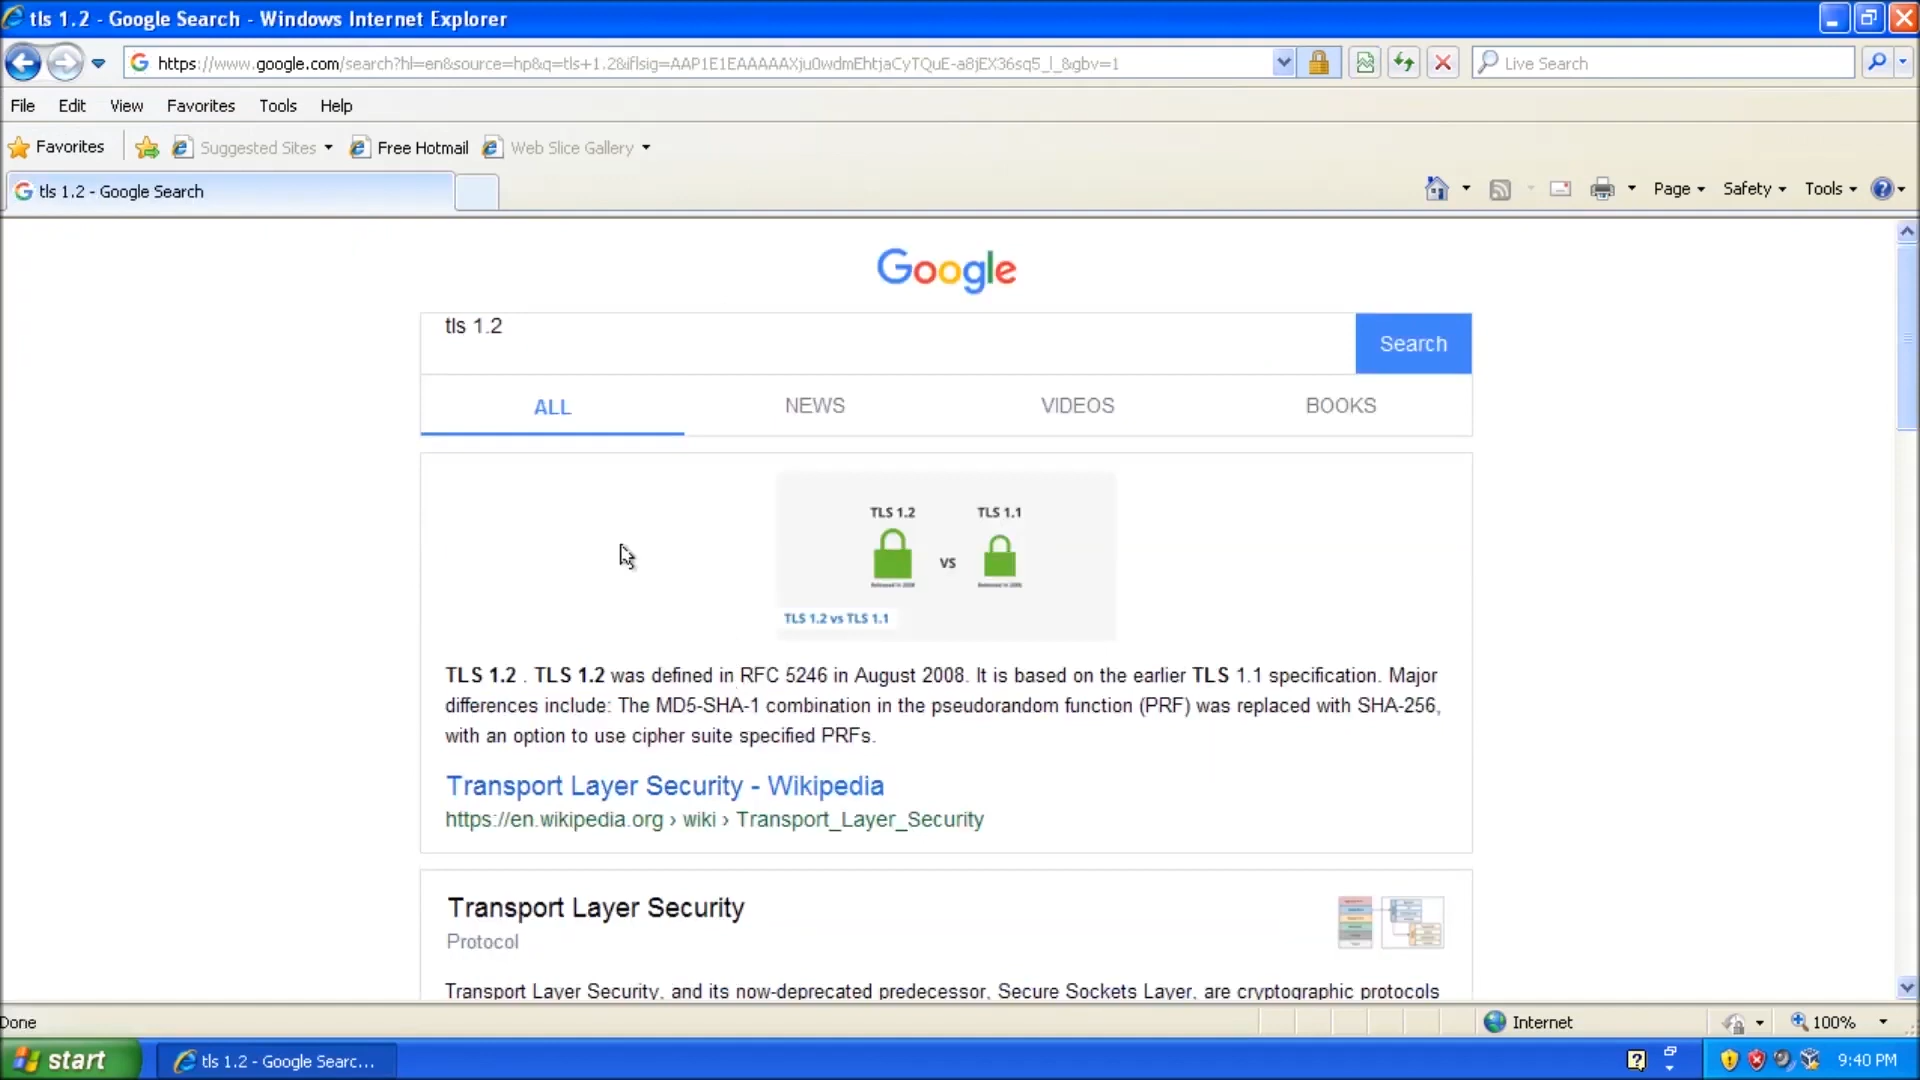 tls 1.2 - Google Search - Windows Internet Explorer
https://www.google.com/search?hl=en&source=hp&q=tls+1.2&iflsig=AAP1E1EAAAAAXju0wdmEhtjaCyTQuE-a8jEX36sq5_l_&gbv=1
Live Search
File Edit View Favorites Tools Help
Favorites Suggested Sites Free Hotmail Web Slice Gallery
tls 1.2 - Google Search
Page Safety Tools
Google
tls 1.2
Search
ALL NEWS VIDEOS BOOKS
TLS 1.2 TLS 1.1
vs
TLS 1.2 vs TLS 1.1
TLS 1.2 . TLS 1.2 was defined in RFC 5246 in August 2008. It is based on the earlier TLS 1.1 specification. Major
differences include: The MD5-SHA-1 combination in the pseudorandom function (PRF) was replaced with SHA-256,
with an option to use cipher suite specified PRFs.
Transport Layer Security - Wikipedia
https://en.wikipedia.org › wiki › Transport_Layer_Security
Transport Layer Security
Protocol
Transport Layer Security, and its now-deprecated predecessor, Secure Sockets Layer, are cryptographic protocols
Done
Internet
100%
start
tls 1.2 - Google Searc...
9:40 PM